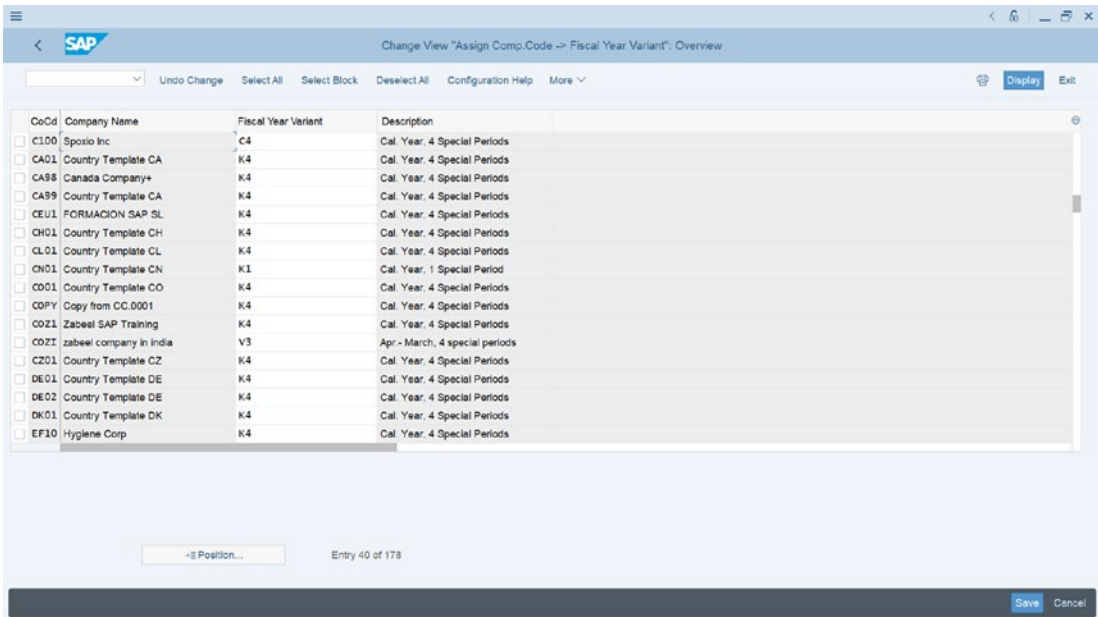 SAP
Change View "Assign Comp.Code -> Fiscal Year Variant": Overview
Undo Change Select All Select Block Deselect All Configuration Help More Display Exit
CoCd Company Name Fiscal Year Variant Description
C100 Spoxio Inc C4 Cal. Year, 4 Special Periods
CA01 Country Template CA K4 Cal. Year, 4 Special Periods
CA98 Canada Company+ K4 Cal. Year, 4 Special Periods
CA99 Country Template CA K4 Cal. Year, 4 Special Periods
CEU1 FORMACION SAP SL K4 Cal. Year, 4 Special Periods
CH01 Country Template CH K4 Cal. Year, 4 Special Periods
CL01 Country Template CL K4 Cal. Year, 4 Special Periods
CN01 Country Template CN K1 Cal. Year, 1 Special Period
CO01 Country Template CO K4 Cal. Year, 4 Special Periods
COPY Copy from CC.0001 K4 Cal. Year, 4 Special Periods
COZ1 Zabeel SAP Training K4 Cal. Year, 4 Special Periods
COZI zabeel company in india V3 Apr.- March, 4 special periods
CZ01 Country Template CZ K4 Cal. Year, 4 Special Periods
DE01 Country Template DE K4 Cal. Year, 4 Special Periods
DE02 Country Template DE K4 Cal. Year, 4 Special Periods
DK01 Country Template DK K4 Cal. Year, 4 Special Periods
EF10 Hygiene Corp K4 Cal. Year, 4 Special Periods
Position... Entry 40 of 178
Save Cancel